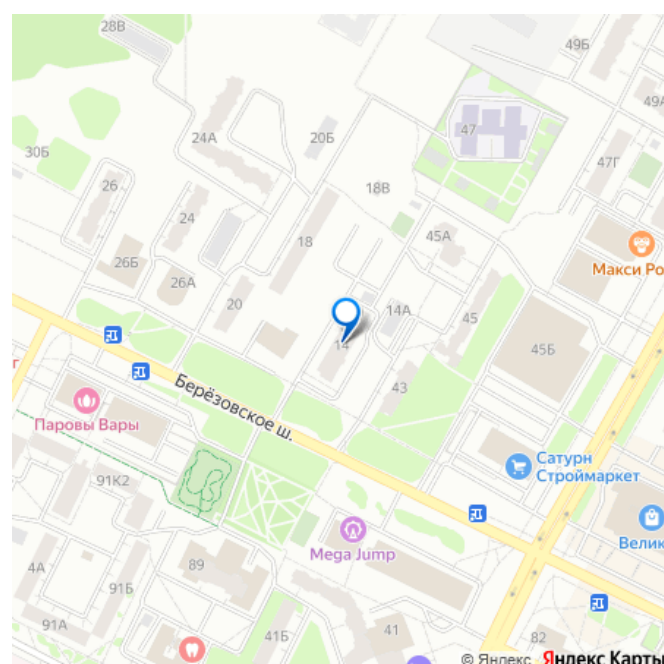 28В
49Б
49А
47
24А
20Б
30Б
47Г
26
18В
24
18
45А
26Б
Макси Ро
26А
20
14А
45
14
45Б
г
43
Берёзовское ш.
Паровы Вары
Сатурн
Строймаркет
91К2
Велик
Mega Jump
89
4А
91Б
91А
41Б
41
82
© Яндекс Яндекс Карты